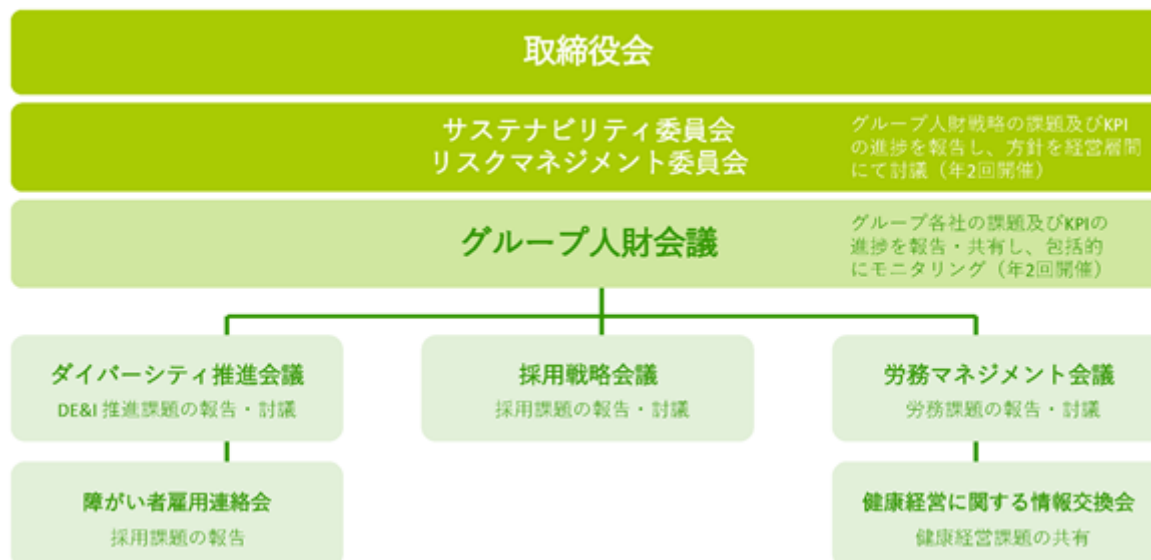 取締役会
サステナビリティ委員会
リスクマネジメント委員会
グループ人財戦略の課題及びKPI
の進捗を報告し、方針を経営層間
にて討議（年2回開催）
グループ人財会議
グループ各社の課題及びKPIの
進捗を報告・共有し、包括的
にモニタリング（年2回開催）
ダイバーシティ推進会議
DE&I 推進課題の報告・討議
採用戦略会議
採用課題の報告・討議
労務マネジメント会議
労務課題の報告・討議
障がい者雇用連絡会
採用課題の報告
健康経営に関する情報交換会
健康経営課題の共有